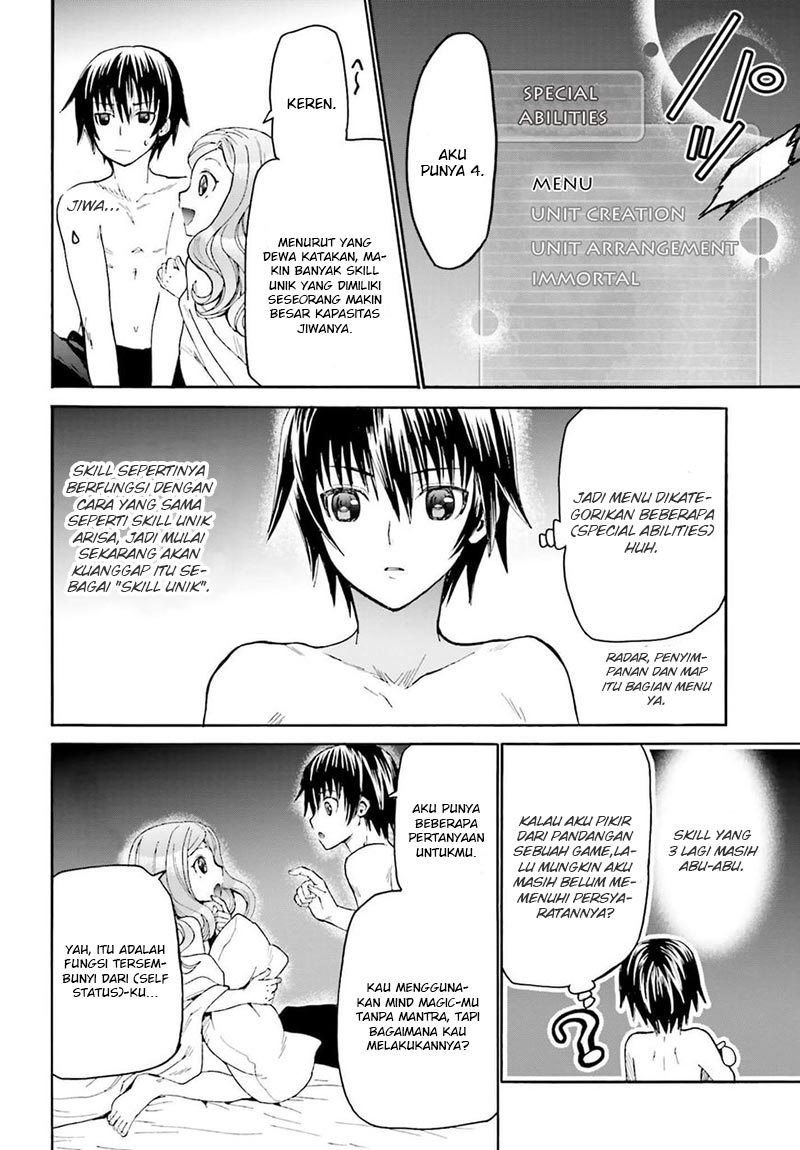 SPECIAL
ABILITIES
MENU
UNIT CREATION
UNIT ARRANGEMENT
IMMORTAL
AKU
PUNYA 4.
KEREN.
MENURUT YANG
DEWA KATAKAN, MA-
KIN BANYAK SKILL
UNIK YANG DIMILIKI
SESEORANG MAKIN
BESAR KAPASITAS
JIWANYA.
JIWA...
JADI MENU DIKATE-
GORIKAN BEBERAPA
(SPECIAL ABILITIES)
HUH.
RADAR, PENYIM-
PANAN DAN MAP
ITU BAGIAN MENU
YA.
SKILL SEPERTINYA
BERFUNGSI DENGAN
CARA YANG SAMA
SEPERTI SKILL UNIK
ARISA, JADI MULAI
SEKARANG AKAN
KUANGGAP ITU SE-
BAGAI "SKILL UNIK".
SKILL YANG
3 LAGI MASIH
ABU-ABU.
KALAU AKU PIKIR
DARI PANDANGAN
SEBUAH GAME,LA-
LU MUNGKIN AKU
MASIH BELUM ME-
MENUHI PERSYA-
RATANNYA?
?
AKU PUNYA
BEBERAPA
PERTANYAAN
UNTUKMU.
KAU MENGGUNA-
KAN MIND MAGIC-MU
TANPA MANTRA, TAPI
BAGAIMANA KAU
MELAKUKANNYA?
YAH, ITU ADALAH
FUNGSI TERSEM-
BUNYI DARI (SELF
STATUS)-KU...